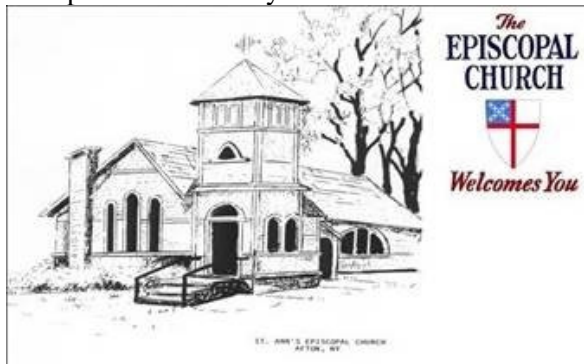 The
EPISCOPAL
CHURCH
Welcomes You
ST. ANN'S EPISCOPAL CHURCH
AFTON, NY